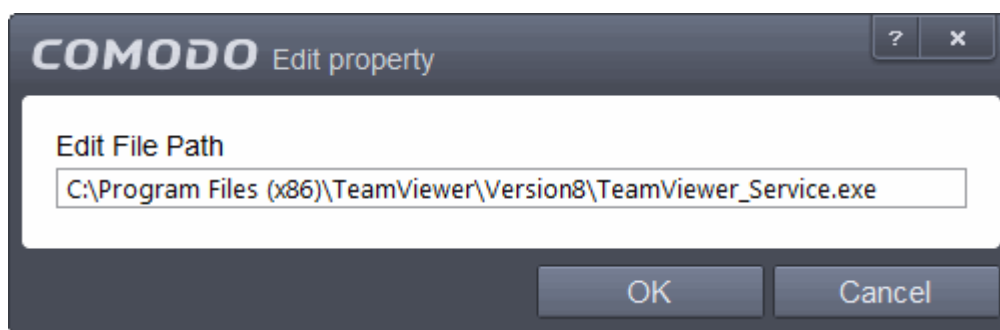 COMODO Edit property ? x
Edit File Path
C:\Program Files (x86)\TeamViewer\Version8\TeamViewer_Service.exe
OK Cancel